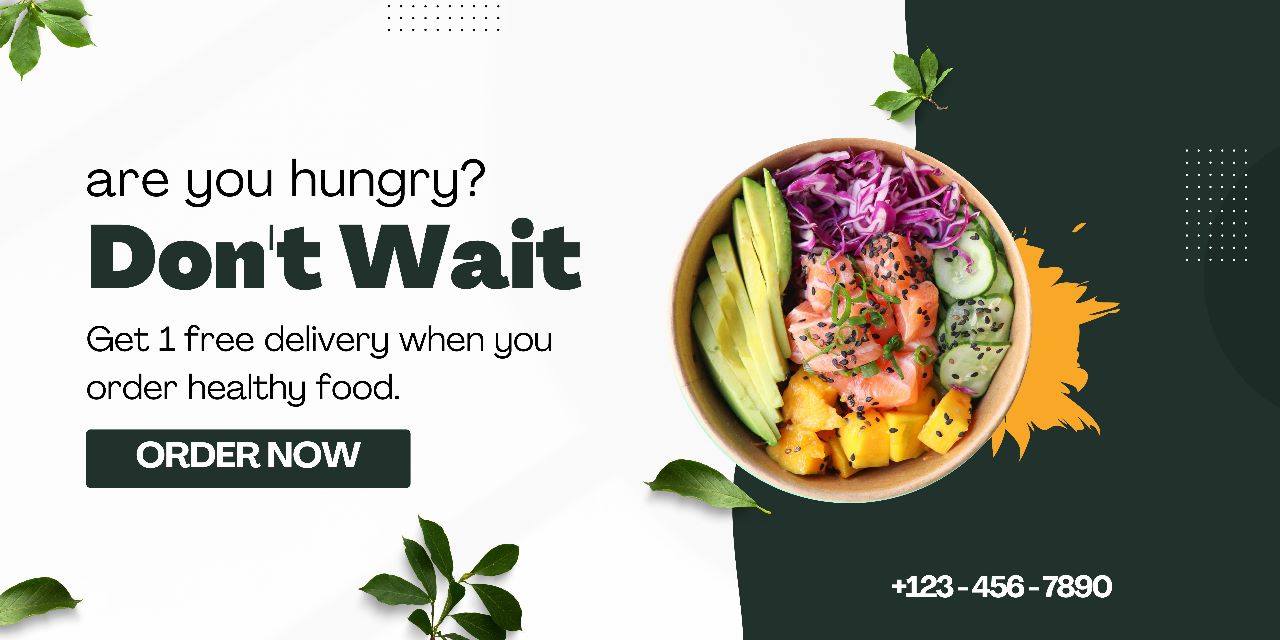 are you hungry?
Don't Wait
Get 1 free delivery when you
order healthy food.
ORDER NOW
+123 - 456 - 7890